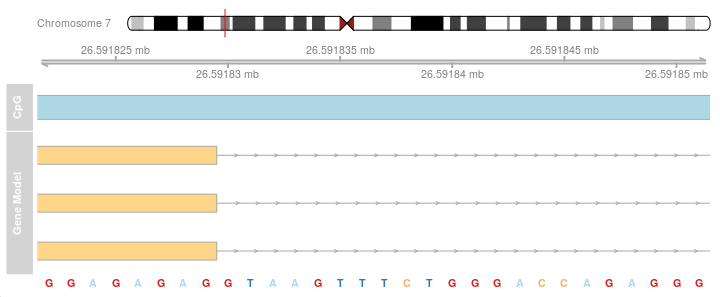 Chromosome 7
26.591825 mb 26.591835 mb 26.591845 mb
26.59183 mb 26.59184 mb 26.59185 mb
CpG
Gene Model
G G A G A G A G G T A A G T T T C T G G G A C C A G A G G G